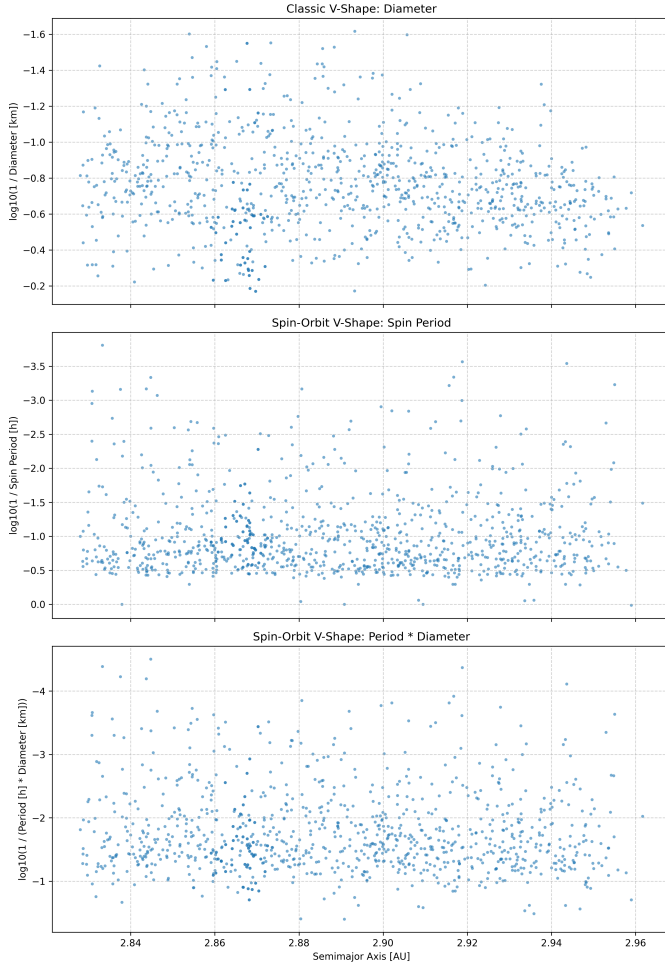 Classic V-Shape: Diameter
−1.6
−1.4
−1.2
−1.0
−0.8
−0.6
−0.4
−0.2
log10(1 / Diameter [km])
Spin-Orbit V-Shape: Spin Period
−3.5
−3.0
−2.5
−2.0
−1.5
−1.0
−0.5
0.0
log10(1 / Spin Period [h])
Spin-Orbit V-Shape: Period * Diameter
−4
−3
−2
−1
log10(1 / (Period [h] * Diameter [km]))
2.84 2.86 2.88 2.90 2.92 2.94 2.96
Semimajor Axis [AU]